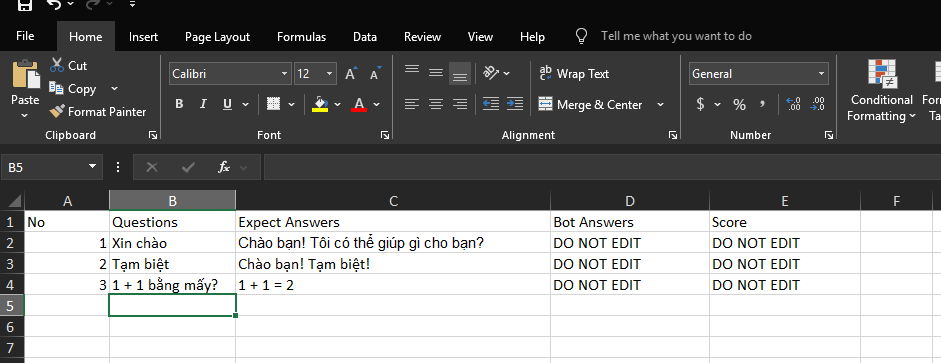 File Home Insert Page Layout Formulas Data Review View Help Tell me what you want to do
Cut
Copy
Format Painter
Paste
Clipboard
Calibri 12
B I U A
Font
Wrap Text
Merge & Center
Alignment
General
$ % ,
Number
Conditional
Formatting
B5 fx
A B C D E F
1 No Questions Expect Answers Bot Answers Score
2 1 Xin chào Chào bạn! Tôi có thể giúp gì cho bạn? DO NOT EDIT DO NOT EDIT
3 2 Tạm biệt Chào bạn! Tạm biệt! DO NOT EDIT DO NOT EDIT
4 3 1 + 1 bằng mấy? 1 + 1 = 2 DO NOT EDIT DO NOT EDIT
5
6
7